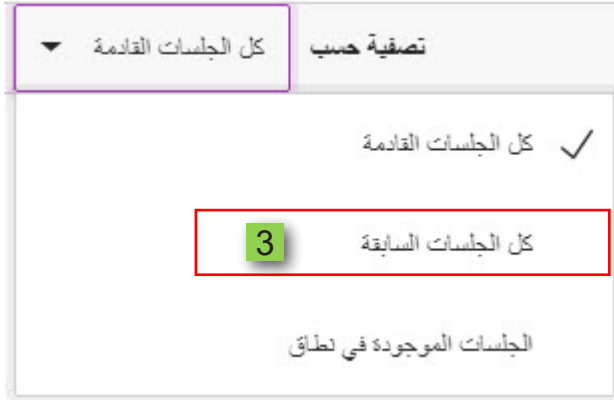 تصفية حسب كل الجلسات القادمة
كل الجلسات القادمة
كل الجلسات السابقة 3
الجلسات الموجودة في نطاق